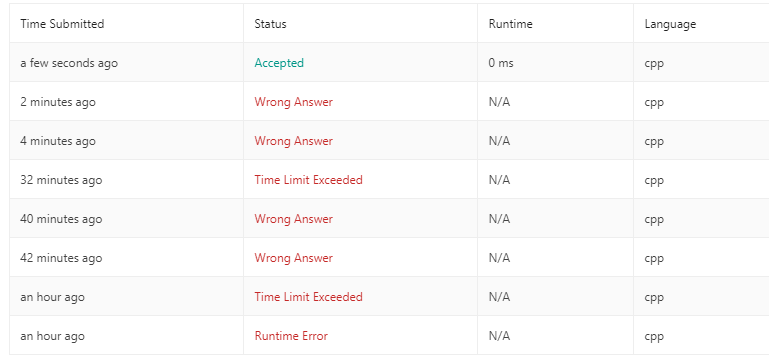 Time Submitted Status Runtime Language
a few seconds ago Accepted 0 ms cpp
2 minutes ago Wrong Answer N/A cpp
4 minutes ago Wrong Answer N/A cpp
32 minutes ago Time Limit Exceeded N/A cpp
40 minutes ago Wrong Answer N/A cpp
42 minutes ago Wrong Answer N/A cpp
an hour ago Time Limit Exceeded N/A cpp
an hour ago Runtime Error N/A cpp